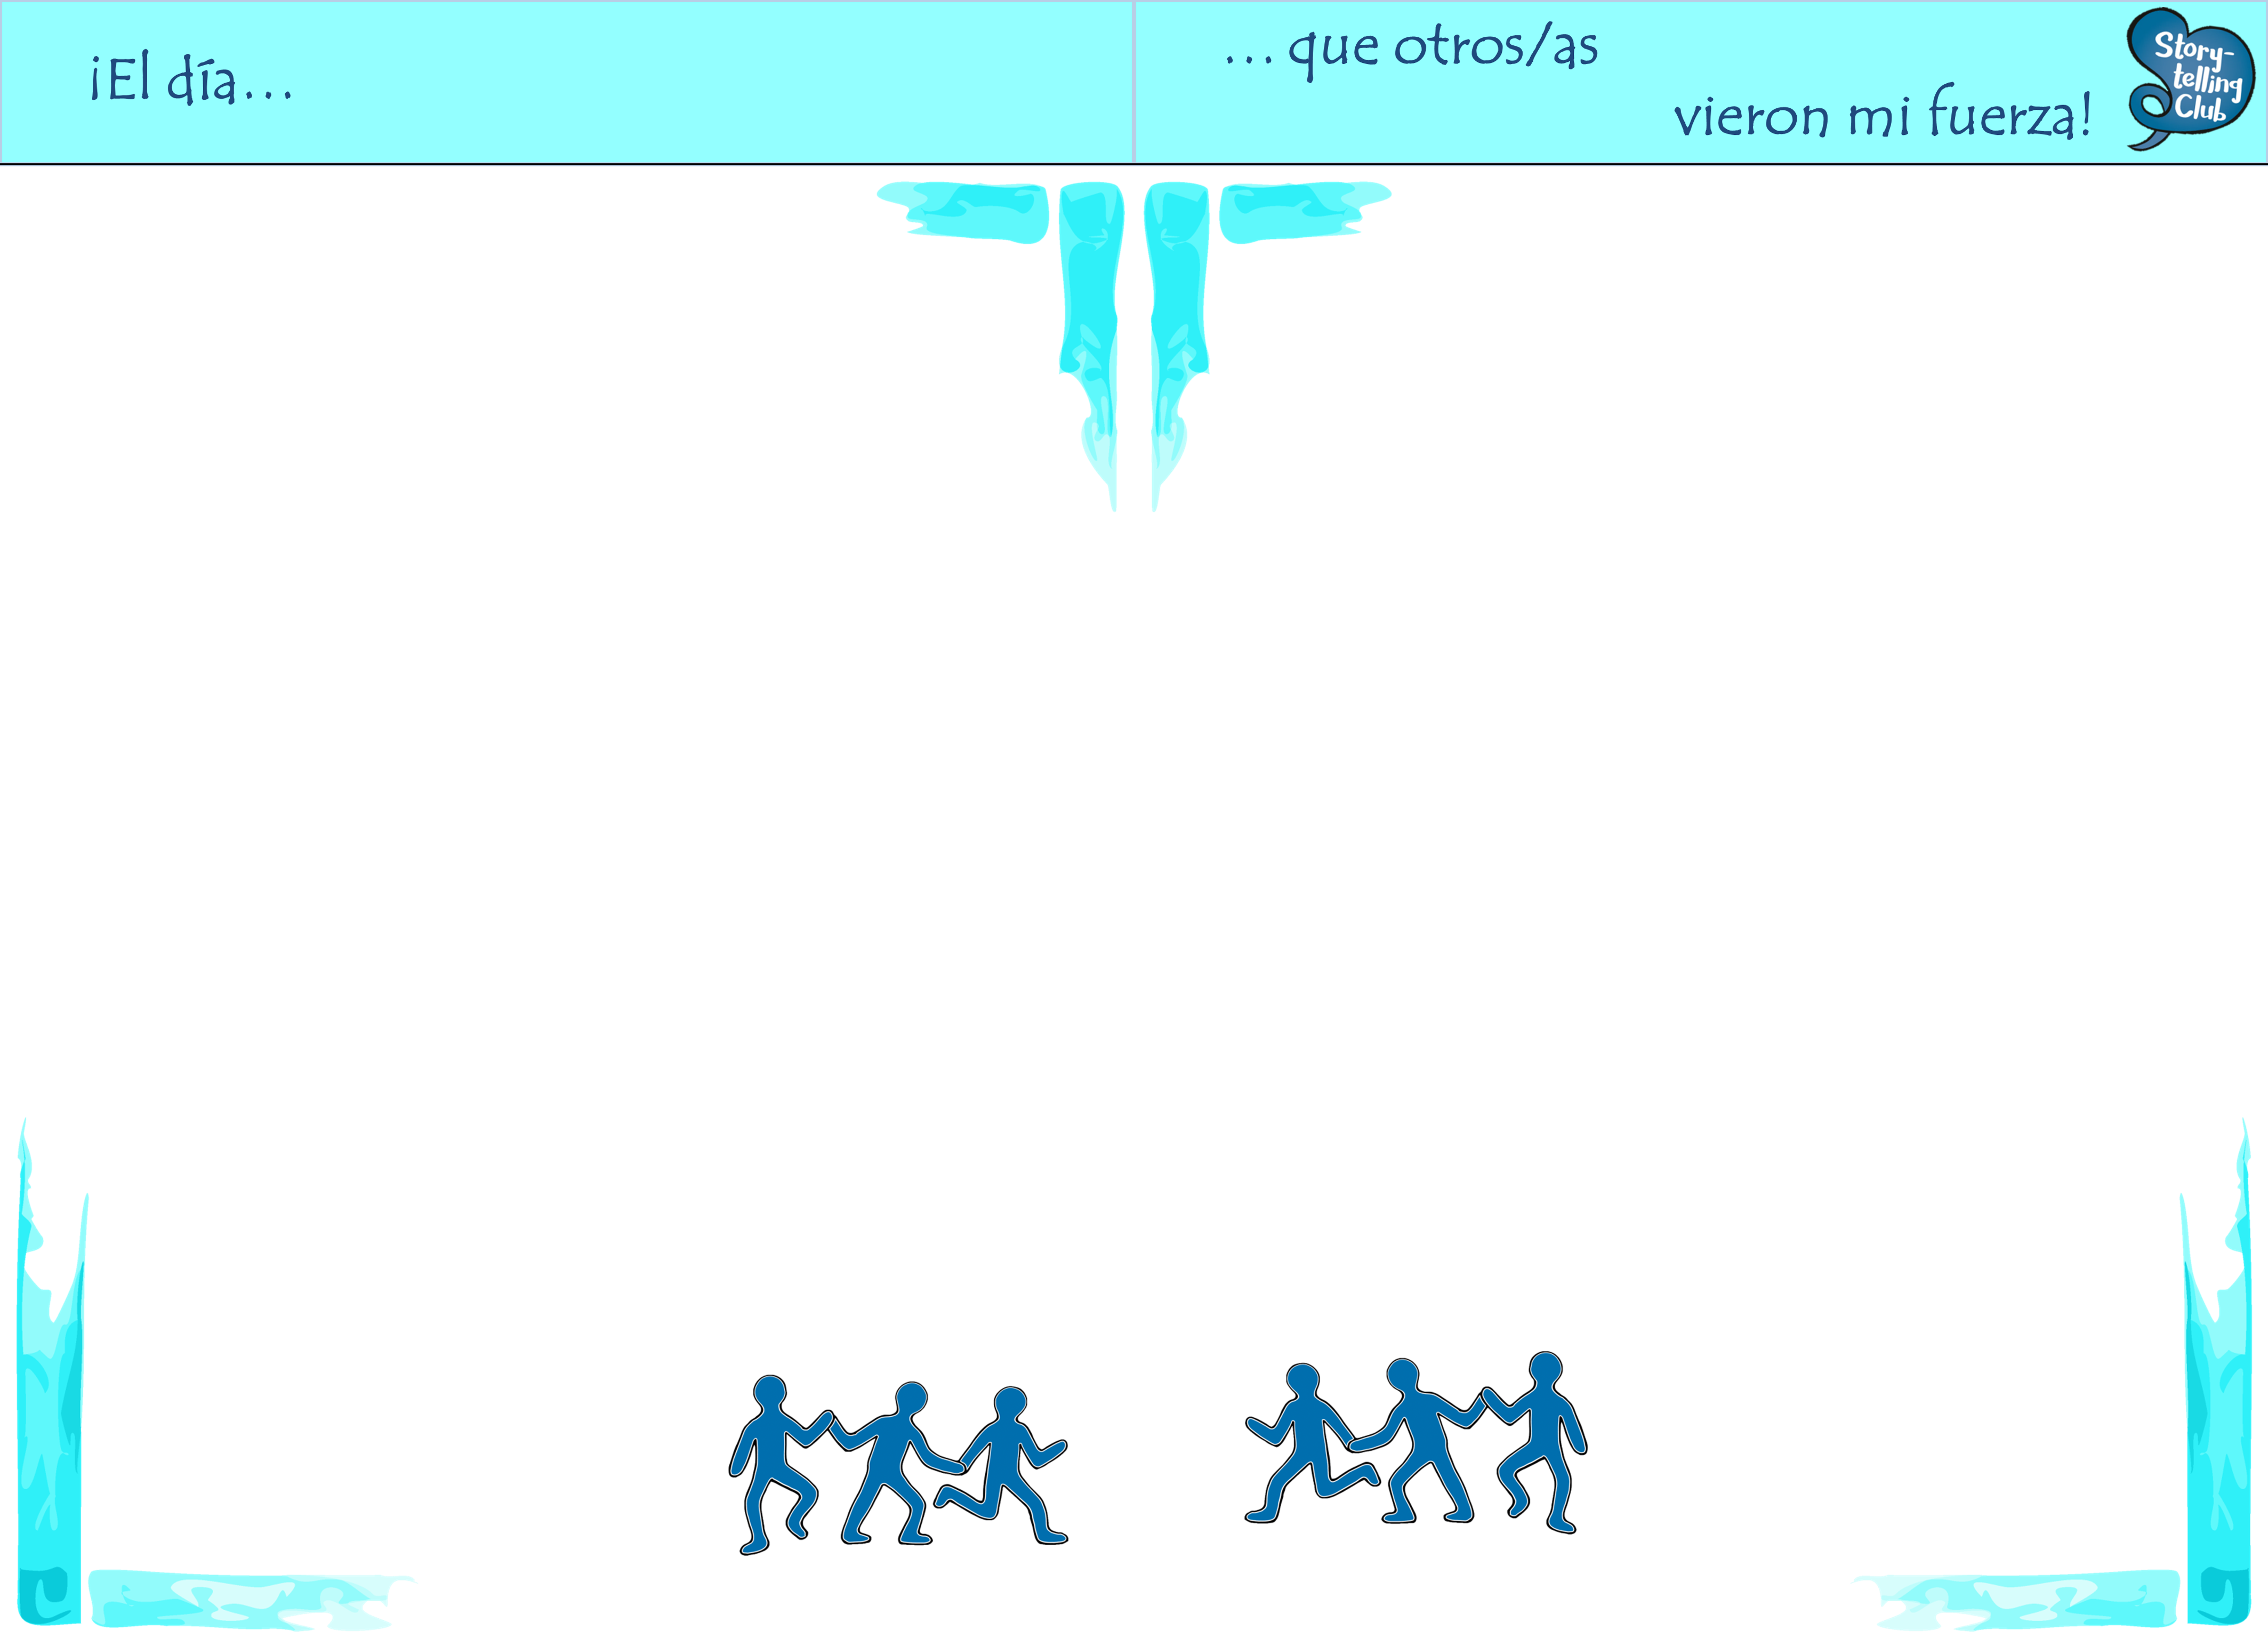 ¡El día...
... que otros/as
vieron mi fuerza!
Story-
telling
Club